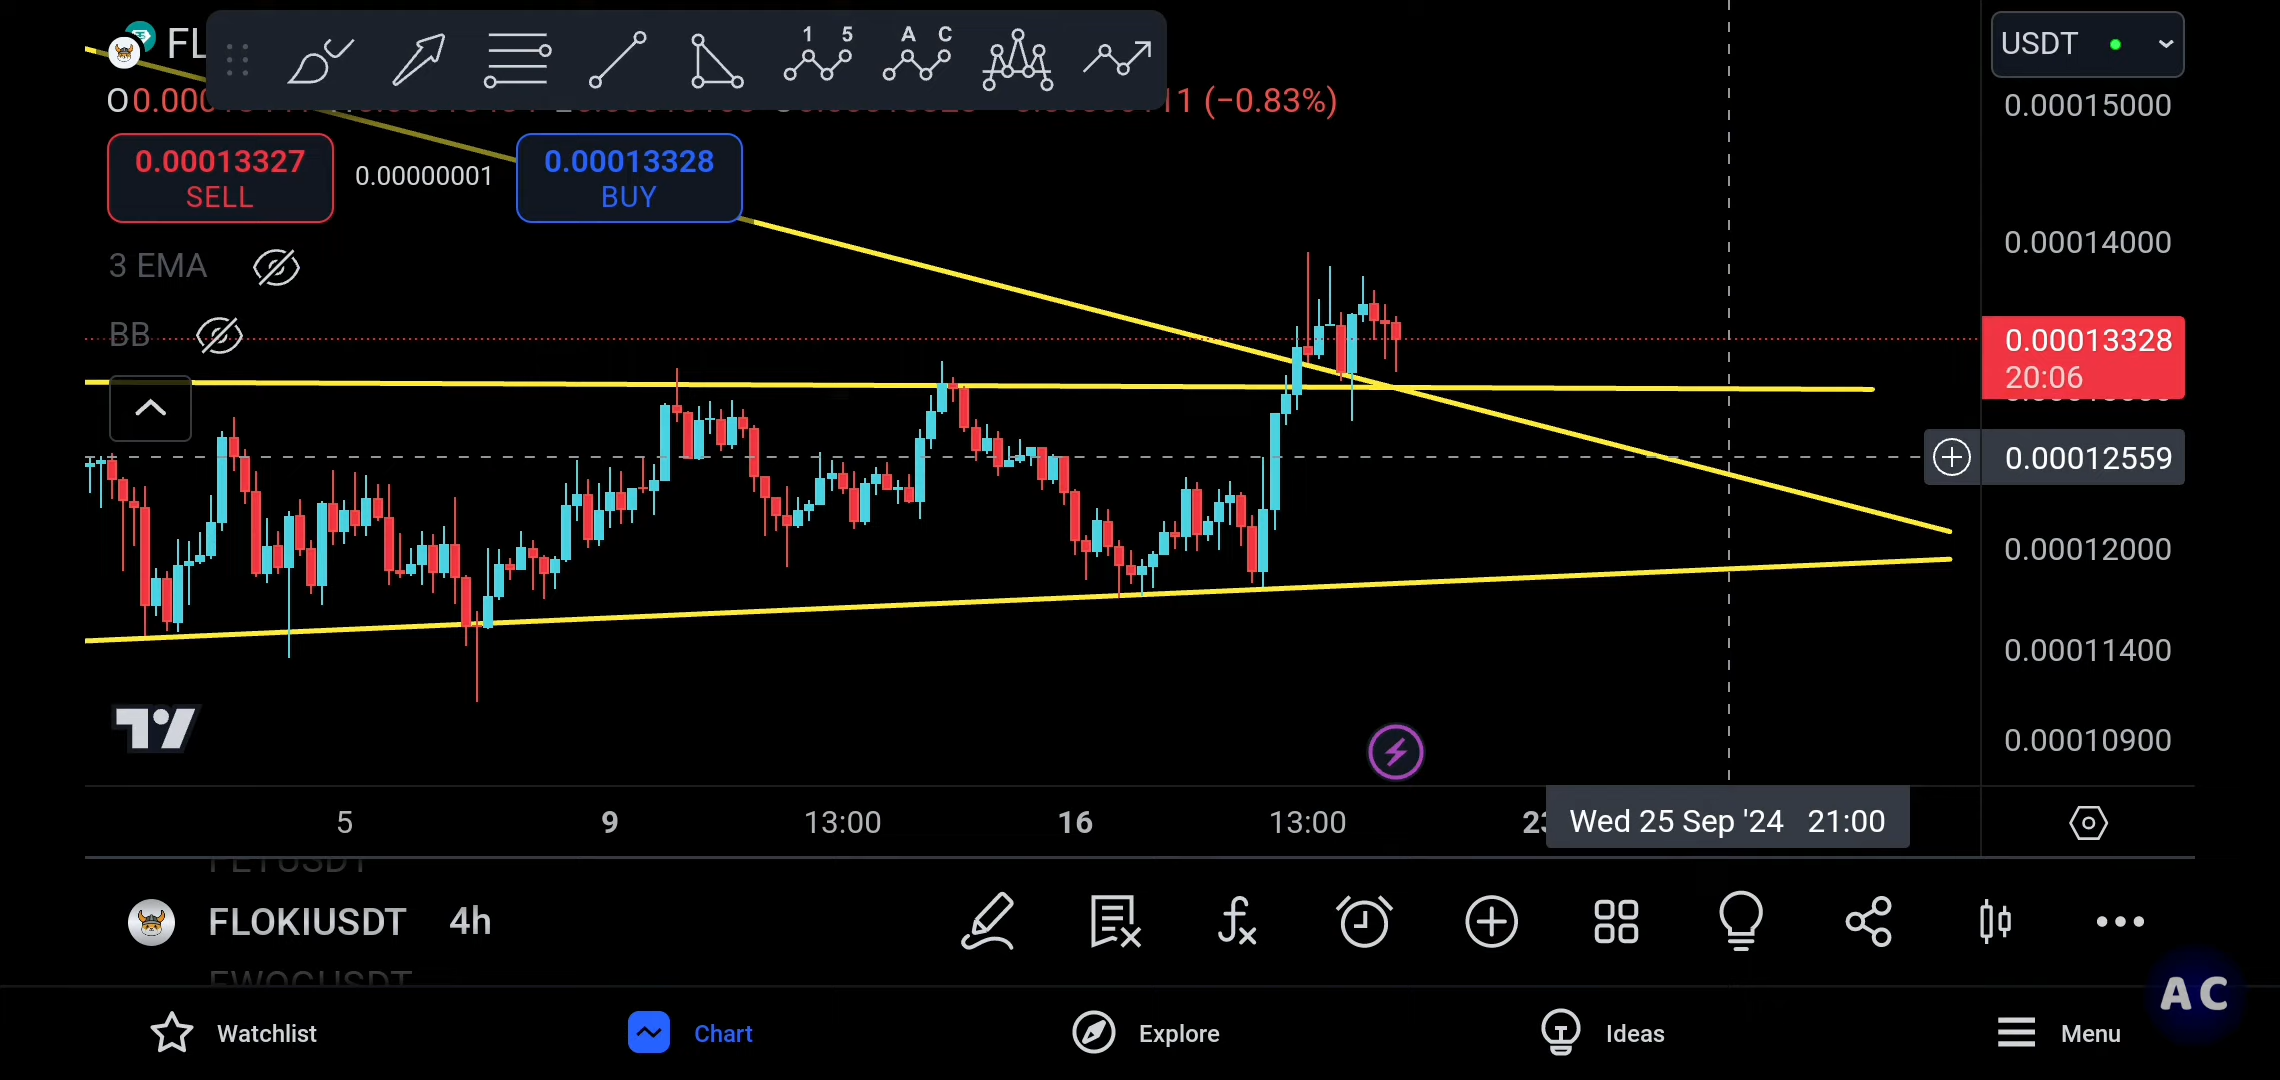 FL
1 5
A C
USDT
O0.000 11 (−0.83%)
0.00015000
0.00013327
SELL
0.00000001
0.00013328
BUY
0.00014000
3 EMA
BB
0.00013328
20:06
0.00012559
0.00012000
0.00011400
0.00010900
5 9 13:00 16 13:00 23
Wed 25 Sep '24 21:00
FLOKIUSDT 4h
Watchlist
Chart
Explore
Ideas
Menu
AC